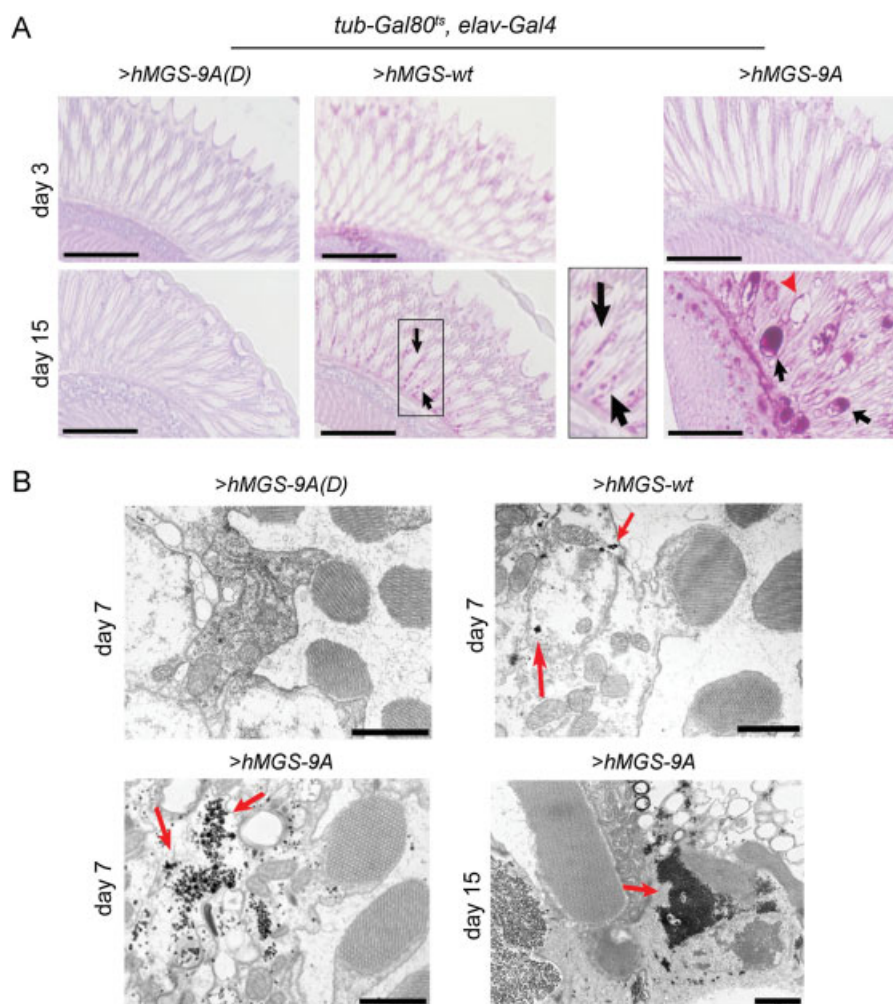 A
tub-Gal80ts, elav-Gal4
>hMGS-9A(D) >hMGS-wt >hMGS-9A
day 3
day 15
B
>hMGS-9A(D) >hMGS-wt
day 7 day 7
>hMGS-9A >hMGS-9A
day 7 day 15